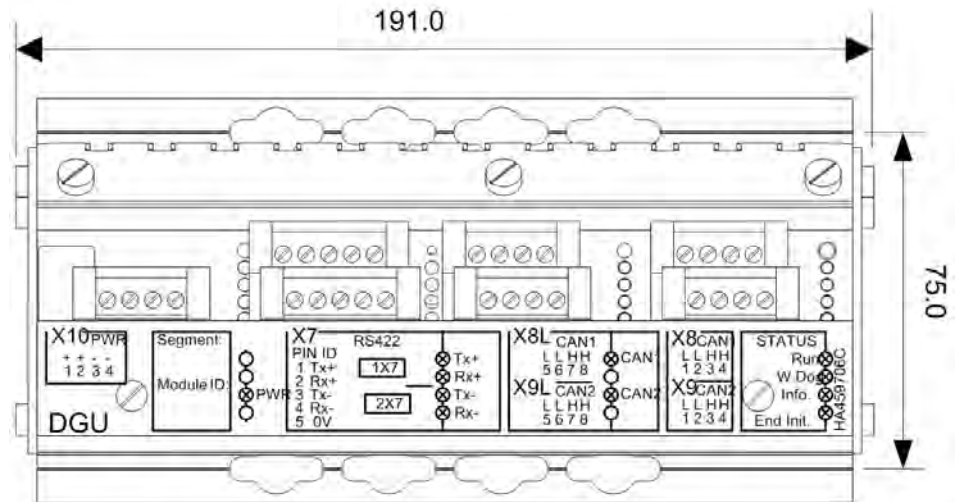 191.0
75.0
X10 PWR
+ + - -
1 2 3 4
DGU
Segment:
Module ID:
PWR
X7 RS422
PIN ID
1 Tx+
2 Rx+
3 Tx-
4 Rx-
5 0V
1X7
2X7
Tx+
Rx+
Tx-
Rx-
X8L CAN1
L L H H
5 6 7 8
X9L CAN2
L L H H
5 6 7 8
CAN1
CAN2
X8 CAN1
L L H H
1 2 3 4
X9 CAN2
L L H H
1 2 3 4
STATUS
Run
W Dog
Info.
End Init.
HA459706C